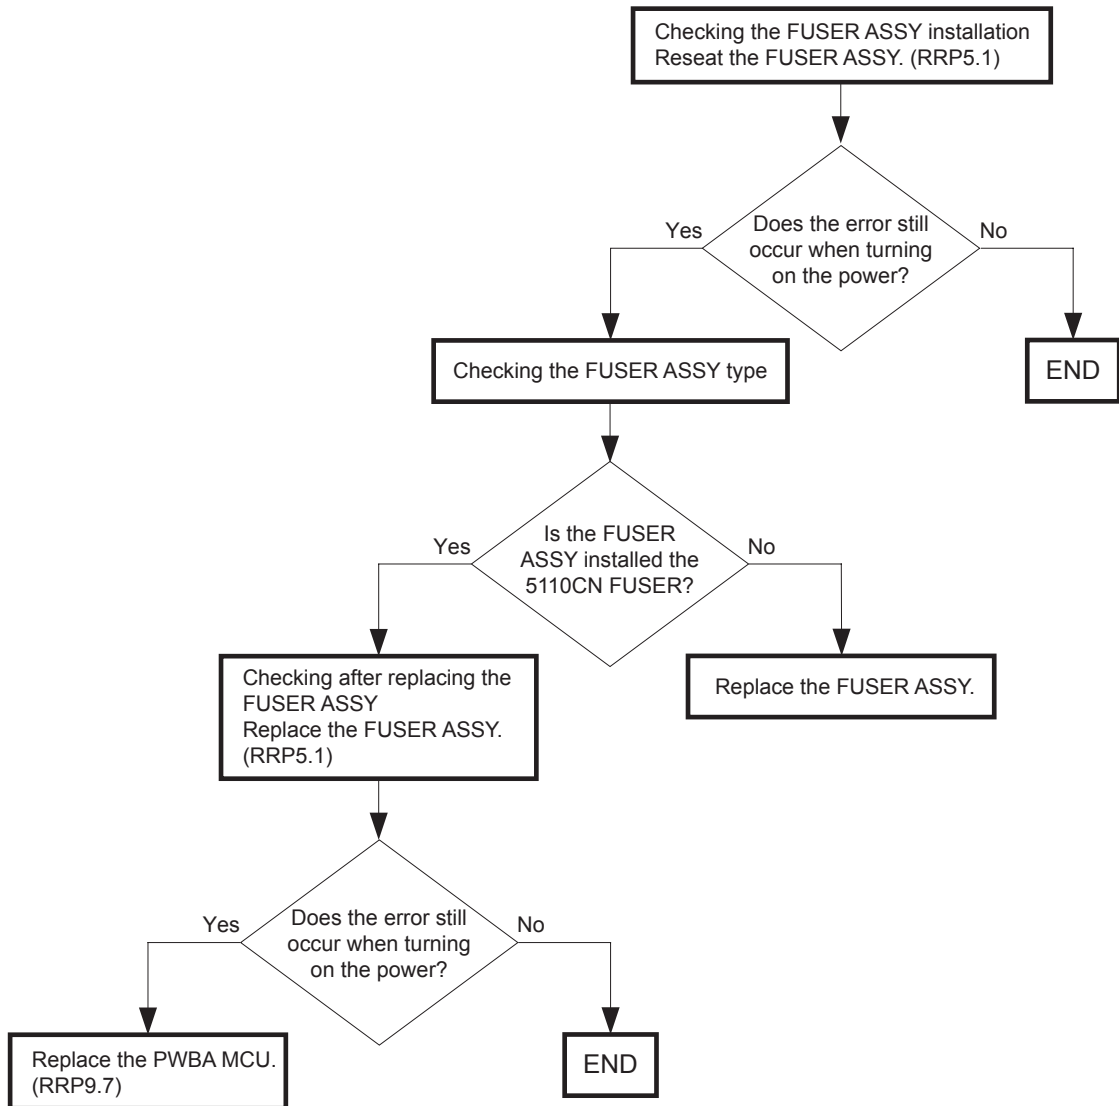 Checking the FUSER ASSY installation
Reseat the FUSER ASSY. (RRP5.1)
Yes
Does the error still
occur when turning
on the power?
No
Checking the FUSER ASSY type
END
Yes
Is the FUSER
ASSY installed the
5110CN FUSER?
No
Checking after replacing the
FUSER ASSY
Replace the FUSER ASSY.
(RRP5.1)
Replace the FUSER ASSY.
Yes
Does the error still
occur when turning
on the power?
No
Replace the PWBA MCU.
(RRP9.7)
END